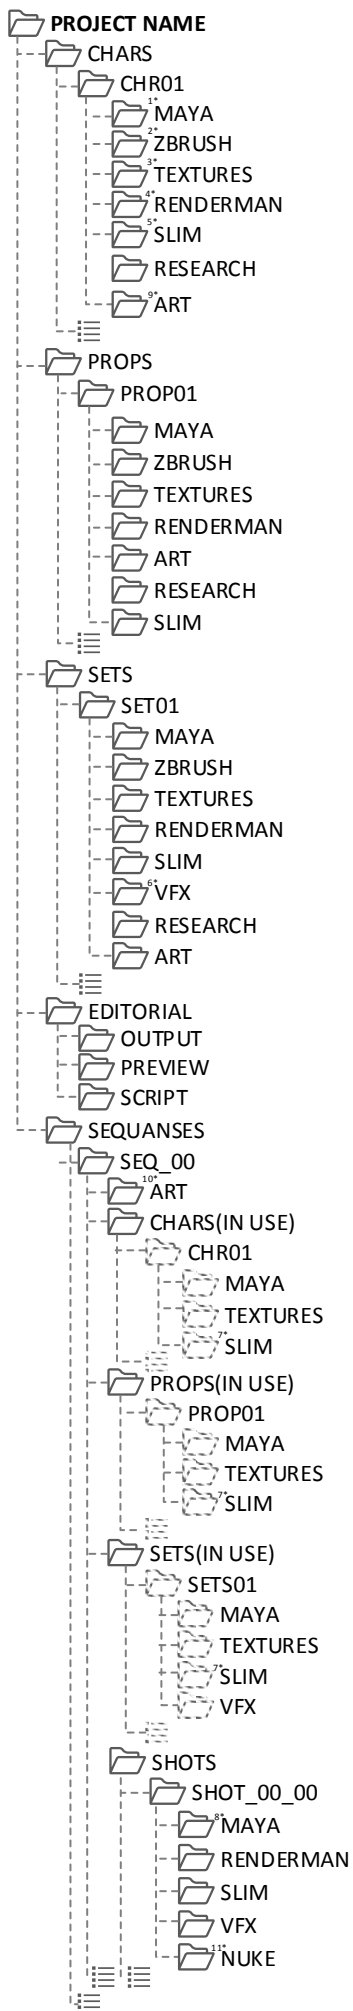 PROJECT NAME
CHARS
CHR01
1* MAYA
2* ZBRUSH
3* TEXTURES
4* RENDERMAN
5* SLIM
RESEARCH
9* ART
PROPS
PROP01
MAYA
ZBRUSH
TEXTURES
RENDERMAN
ART
RESEARCH
SLIM
SETS
SET01
MAYA
ZBRUSH
TEXTURES
RENDERMAN
SLIM
6* VFX
RESEARCH
ART
EDITORIAL
OUTPUT
PREVIEW
SCRIPT
SEQUANSES
SEQ_00
10* ART
CHARS(IN USE)
CHR01
MAYA
TEXTURES
7* SLIM
PROPS(IN USE)
PROP01
MAYA
TEXTURES
7* SLIM
SETS(IN USE)
SETS01
MAYA
TEXTURES
7* SLIM
VFX
SHOTS
SHOT_00_00
8* MAYA
RENDERMAN
SLIM
VFX
11* NUKE